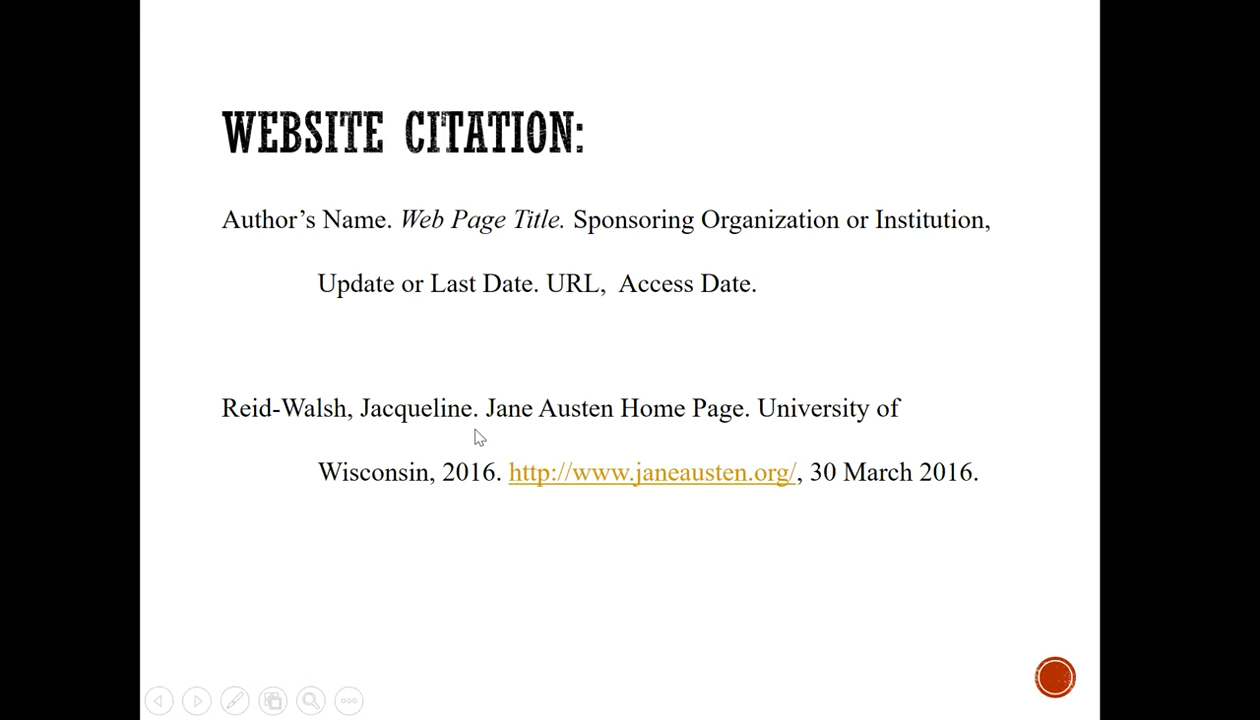 WEBSITE CITATION:
Author’s Name. Web Page Title. Sponsoring Organization or Institution,
Update or Last Date. URL, Access Date.
Reid-Walsh, Jacqueline. Jane Austen Home Page. University of
Wisconsin, 2016. http://www.janeausten.org/, 30 March 2016.